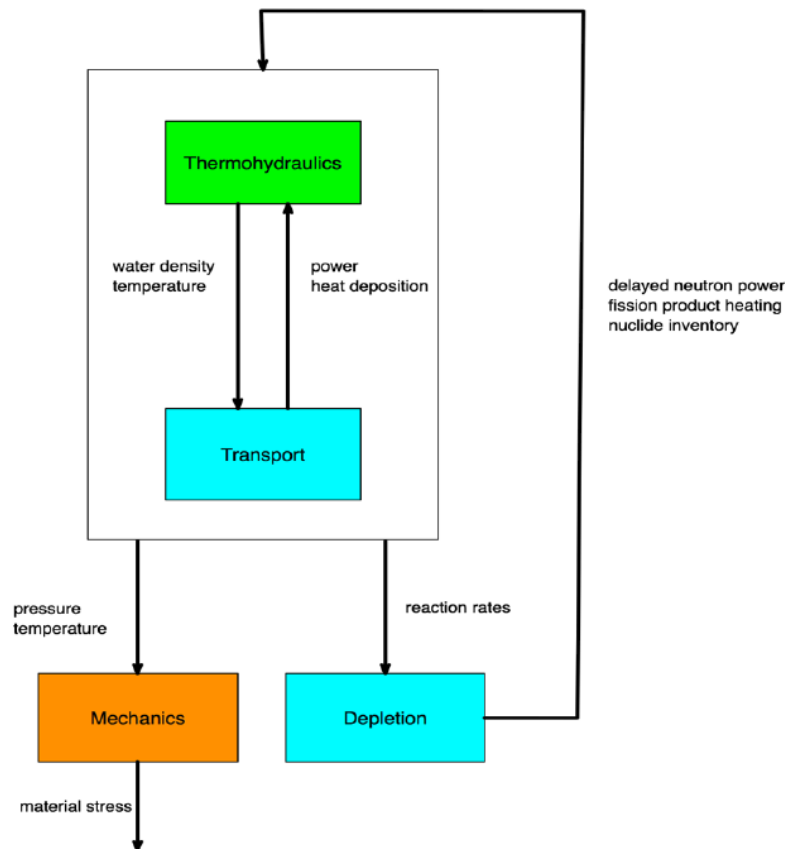 Thermohydraulics
water density
temperature
power
heat deposition
delayed neutron power
fission product heating
nuclide inventory
Transport
pressure
temperature
reaction rates
Mechanics
Depletion
material stress